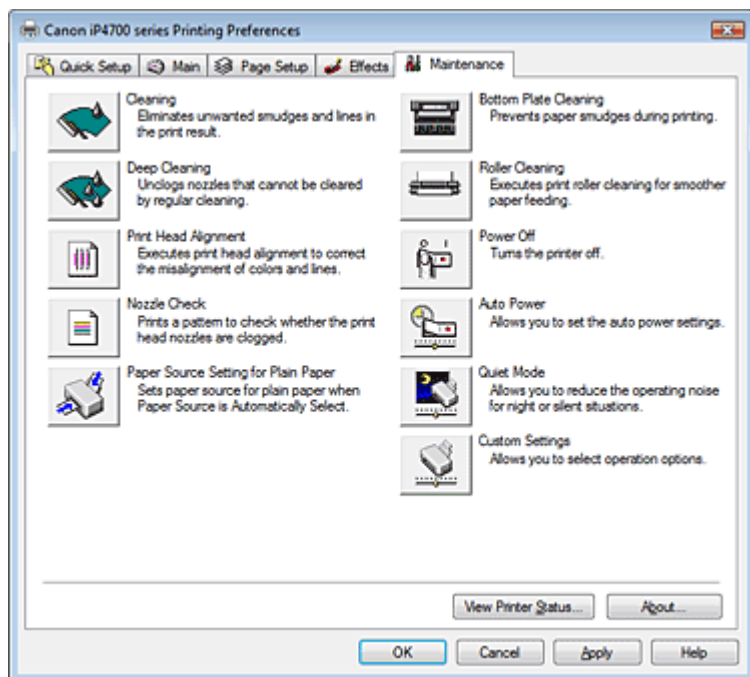 Canon iP4700 series Printing Preferences
Quick Setup Main Page Setup Effects Maintenance
Cleaning
Eliminates unwanted smudges and lines in
the print result.
Deep Cleaning
Unclogs nozzles that cannot be cleared
by regular cleaning.
Print Head Alignment
Executes print head alignment to correct
the misalignment of colors and lines.
Nozzle Check
Prints a pattern to check whether the print
head nozzles are clogged.
Paper Source Setting for Plain Paper
Sets paper source for plain paper when
Paper Source is Automatically Select.
Bottom Plate Cleaning
Prevents paper smudges during printing.
Roller Cleaning
Executes print roller cleaning for smoother
paper feeding.
Power Off
Turns the printer off.
Auto Power
Allows you to set the auto power settings.
Quiet Mode
Allows you to reduce the operating noise
for night or silent situations.
Custom Settings
Allows you to select operation options.
View Printer Status... About...
OK Cancel Apply Help